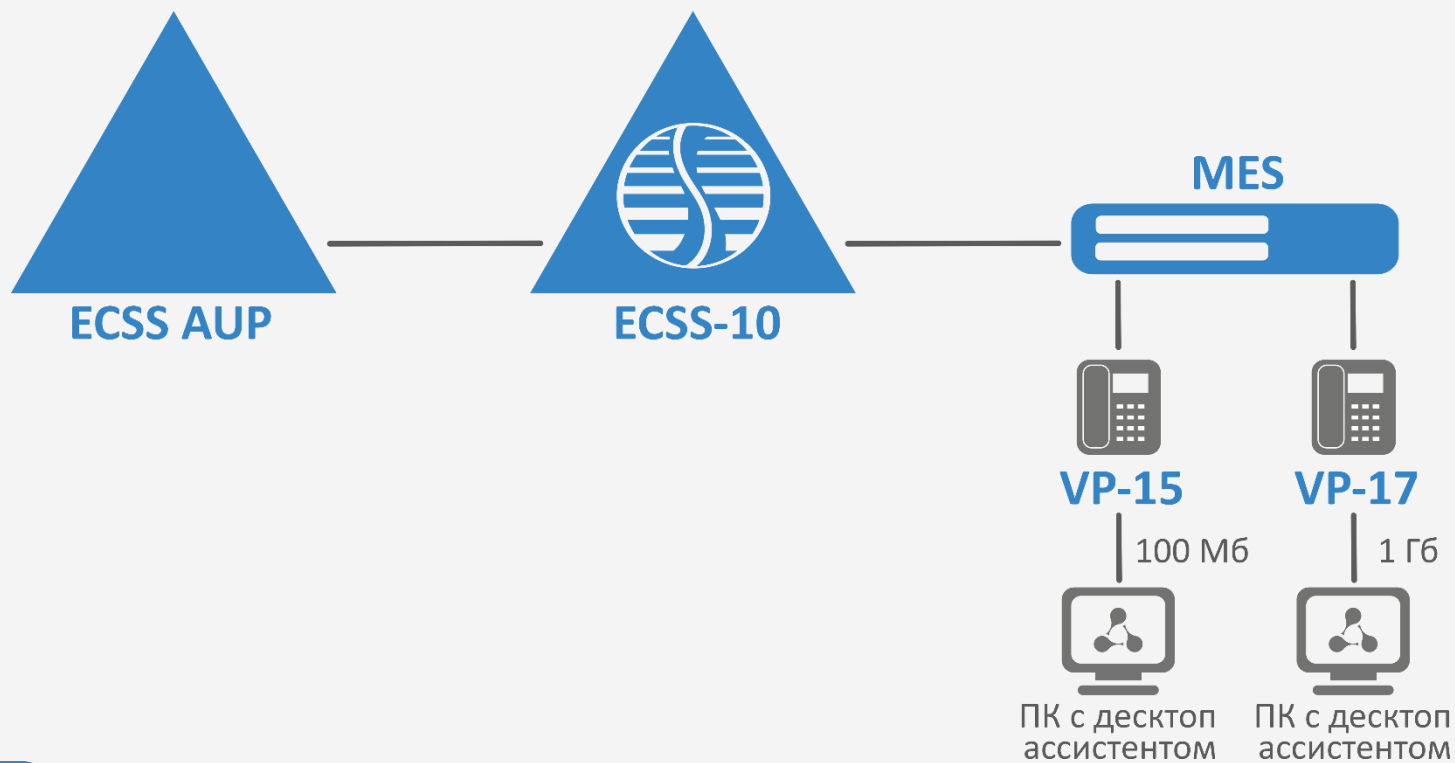 MES
ECSS AUP
ECSS-10
VP-15
VP-17
100 Мб
1 Гб
ПК с десктоп
ассистентом
ПК с десктоп
ассистентом